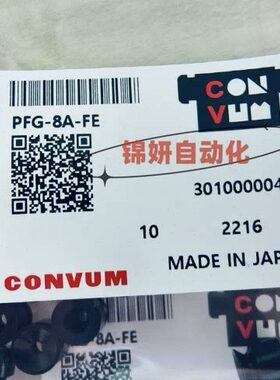 CON
VUM
PFG-8A-FE
锦妍自动化
301000004
10 2216
MADE IN JAP
CONVUM
-8A-FE